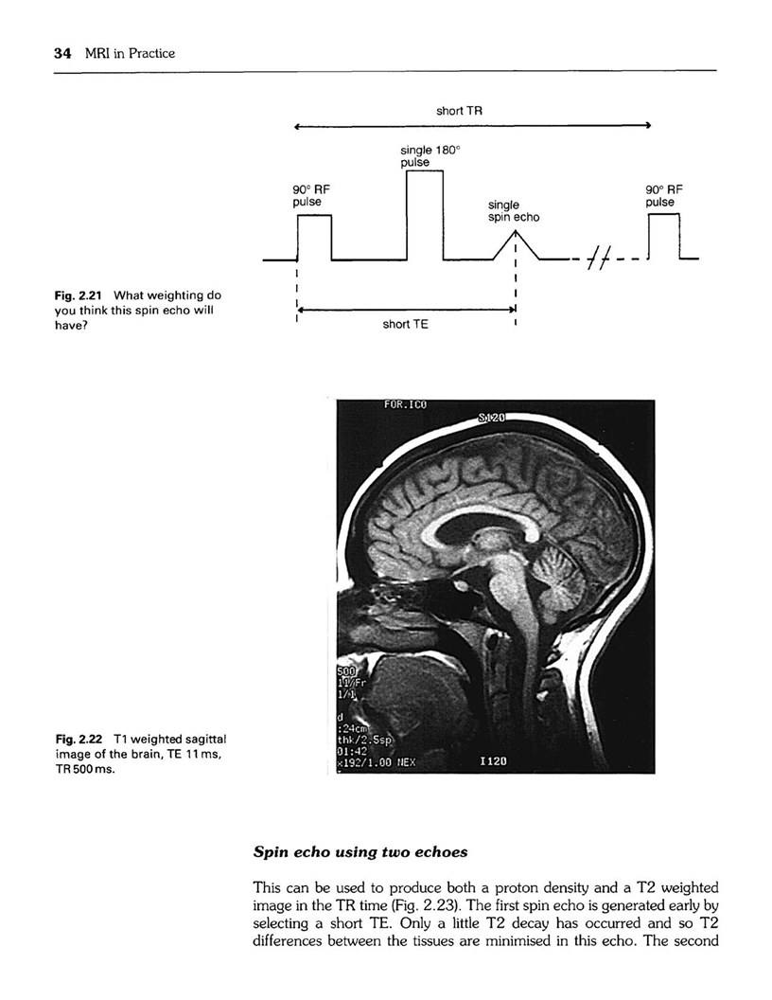 34 MRI in Practice
short TR
single 180°
pulse
90° RF
pulse
single
spin echo
90° RF
pulse
short TE
Fig. 2.21 What weighting do
you think this spin echo will
have?
FOR.ICO
S120
500
11/Fr
1/1
d
:24cm
thk/2.5sp
01:42
x192/1.00 NEX
I120
Fig. 2.22 T1 weighted sagittal
image of the brain, TE 11 ms,
TR 500 ms.
Spin echo using two echoes
This can be used to produce both a proton density and a T2 weighted
image in the TR time (Fig. 2.23). The first spin echo is generated early by
selecting a short TE. Only a little T2 decay has occurred and so T2
differences between the tissues are minimised in this echo. The second